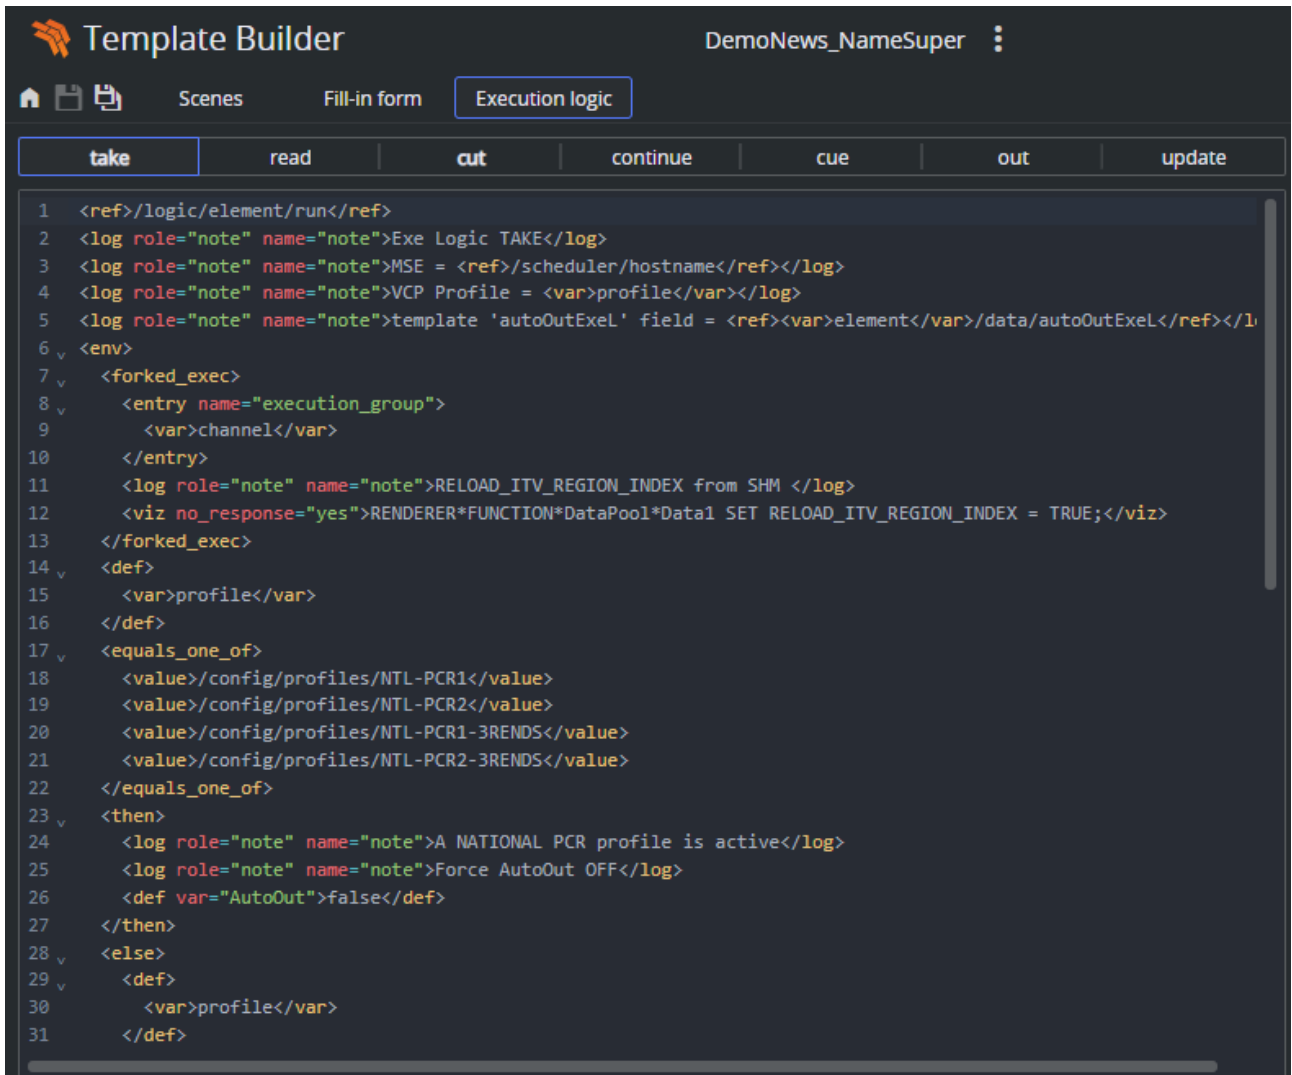 Template Builder
DemoNews_NameSuper
Scenes Fill-in form Execution logic
take read cut continue cue out update
1 <ref>/logic/element/run</ref>
2 <log role="note" name="note">Exe Logic TAKE</log>
3 <log role="note" name="note">MSE = <ref>/scheduler/hostname</ref></log>
4 <log role="note" name="note">VCP Profile = <var>profile</var></log>
5 <log role="note" name="note">template 'autoOutExeL' field = <ref><var>element</var>/data/autoOutExeL</ref></l
6 <env>
7 <forked_exec>
8 <entry name="execution_group">
9 <var>channel</var>
10 </entry>
11 <log role="note" name="note">RELOAD_ITV_REGION_INDEX from SHM </log>
12 <viz no_response="yes">RENDERER*FUNCTION*DataPool*Data1 SET RELOAD_ITV_REGION_INDEX = TRUE;</viz>
13 </forked_exec>
14 <def>
15 <var>profile</var>
16 </def>
17 <equals_one_of>
18 <value>/config/profiles/NTL-PCR1</value>
19 <value>/config/profiles/NTL-PCR2</value>
20 <value>/config/profiles/NTL-PCR1-3RENDS</value>
21 <value>/config/profiles/NTL-PCR2-3RENDS</value>
22 </equals_one_of>
23 <then>
24 <log role="note" name="note">A NATIONAL PCR profile is active</log>
25 <log role="note" name="note">Force AutoOut OFF</log>
26 <def var="AutoOut">false</def>
27 </then>
28 <else>
29 <def>
30 <var>profile</var>
31 </def>